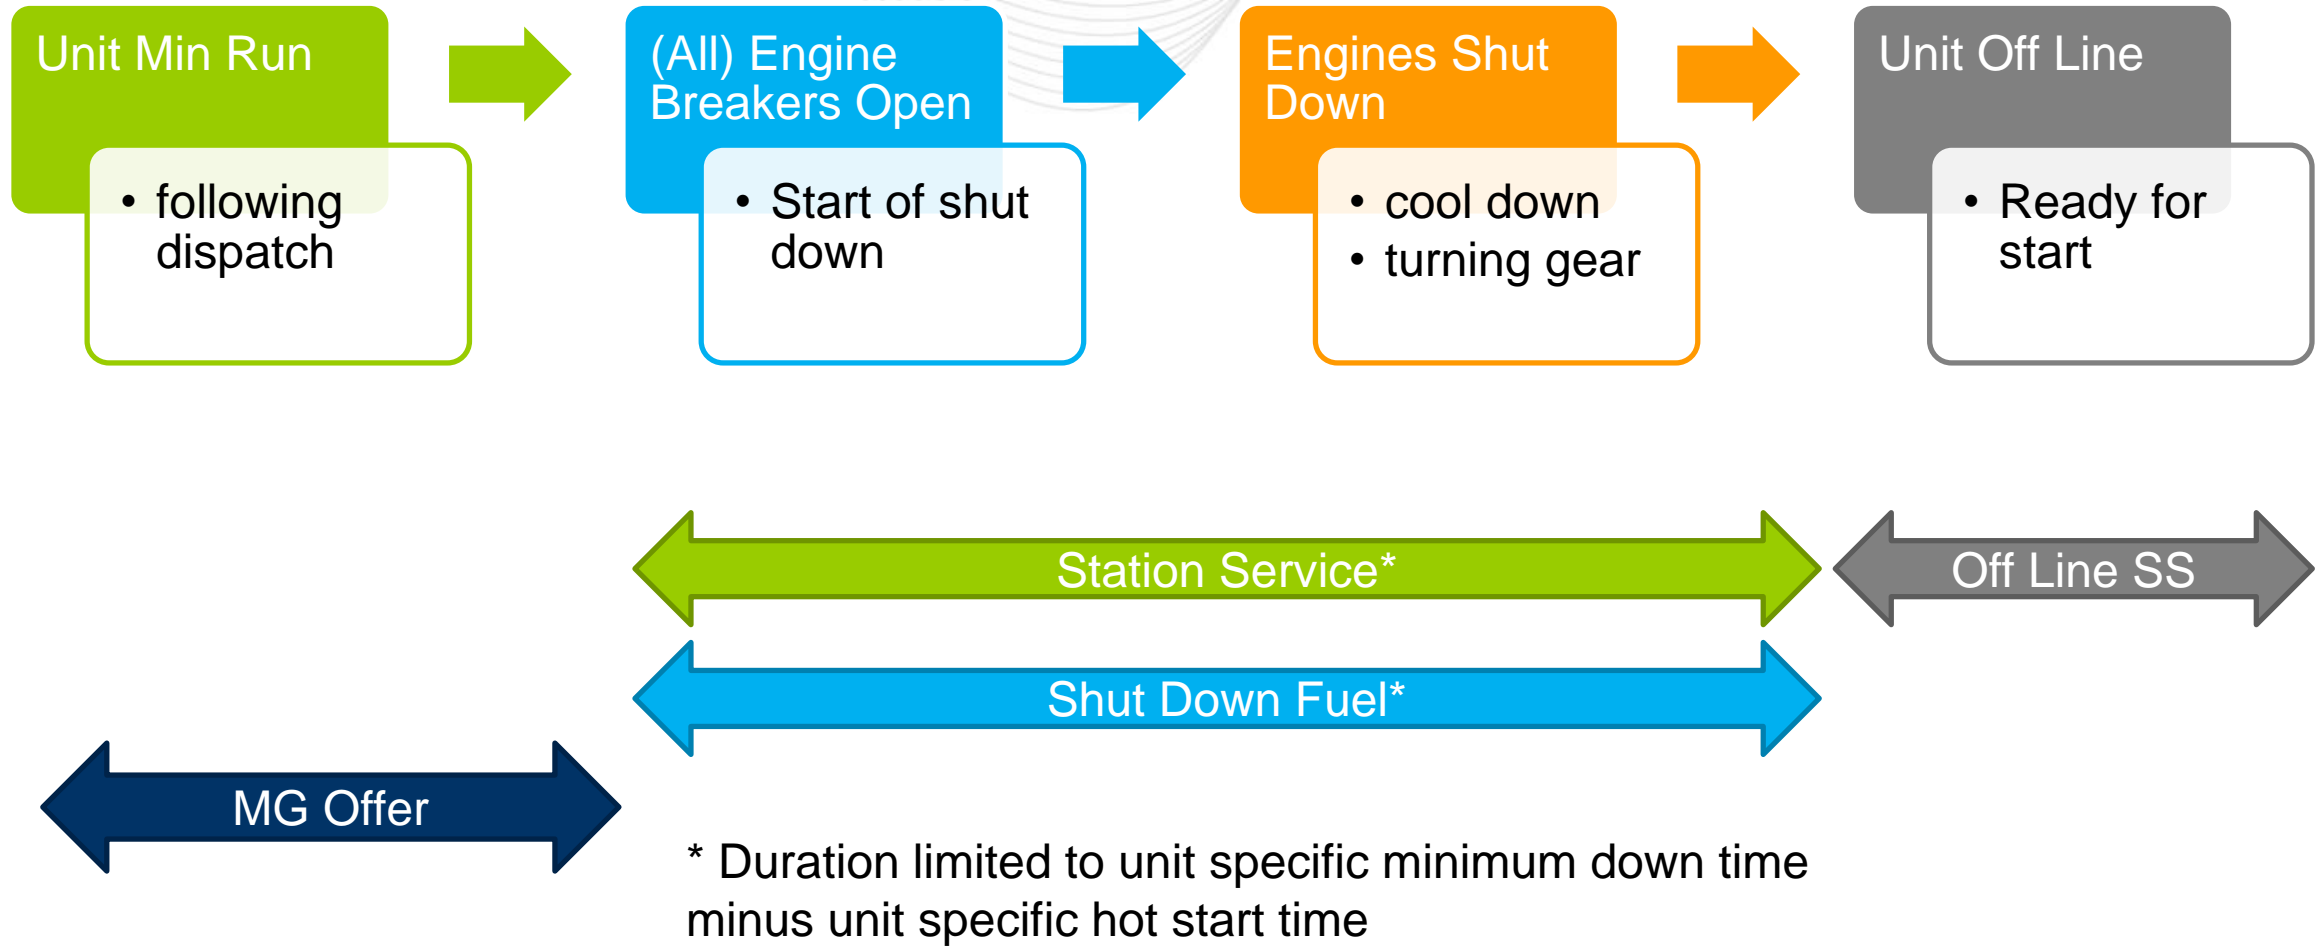 Unit Min Run
• following
dispatch
(All) Engine
Breakers Open
• Start of shut
down
Engines Shut
Down
• cool down
• turning gear
Unit Off Line
• Ready for
start
Station Service*
Off Line SS
Shut Down Fuel*
MG Offer
* Duration limited to unit specific minimum down time
minus unit specific hot start time